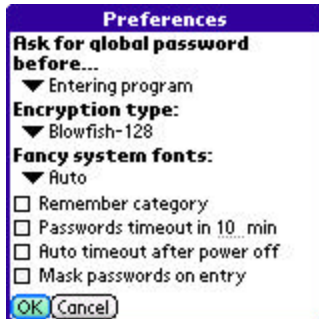 Preferences
Ask for global password
before...
Entering program
Encryption type:
Blowfish-128
Fancy system fonts:
Auto
Remember category
Passwords timeout in 10 min
Auto timeout after power off
Mask passwords on entry
OK Cancel